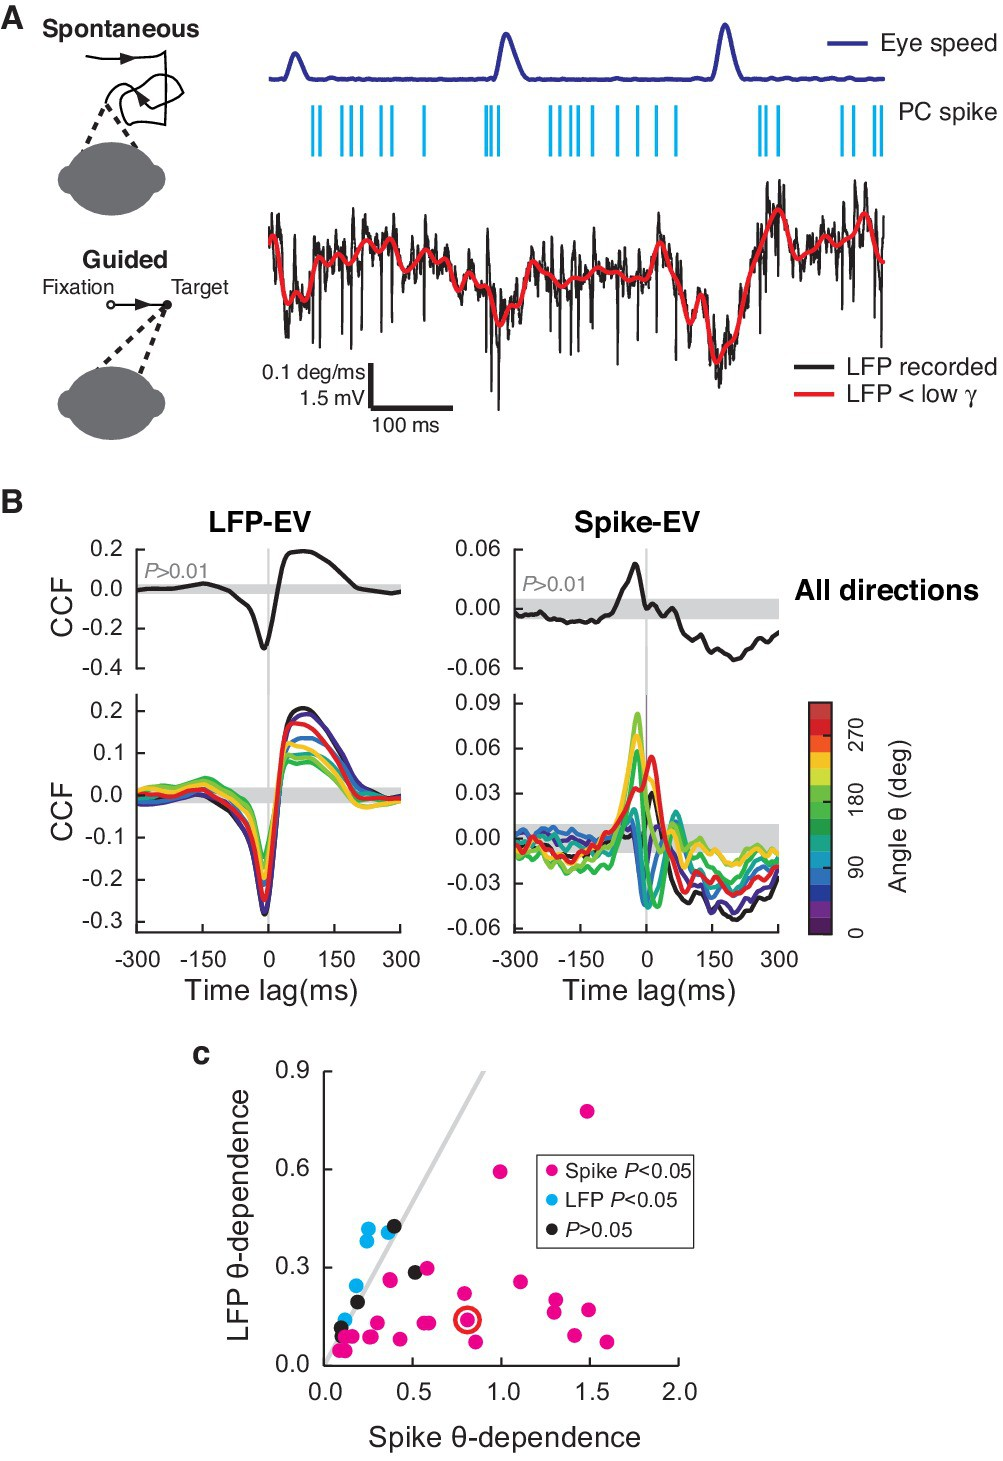 A
Spontaneous
Eye speed
PC spike
Guided
Fixation
Target
0.1 deg/ms
1.5 mV
100 ms
LFP recorded
LFP < low γ
B
LFP-EV
Spike-EV
All directions
CCF
0.2
0.0
-0.2
-0.4
P>0.01
0.06
0.00
-0.06
P>0.01
CCF
0.2
0.1
0.0
-0.1
-0.2
-0.3
-300 -150 0 150 300
Time lag(ms)
0.09
0.06
0.03
0.00
-0.03
-0.06
-300 -150 0 150 300
Time lag(ms)
0 90 180 270
Angle θ (deg)
c
LFP θ-dependence
0.9
0.6
0.3
0.0
Spike P<0.05
LFP P<0.05
P>0.05
0.0 0.5 1.0 1.5 2.0
Spike θ-dependence